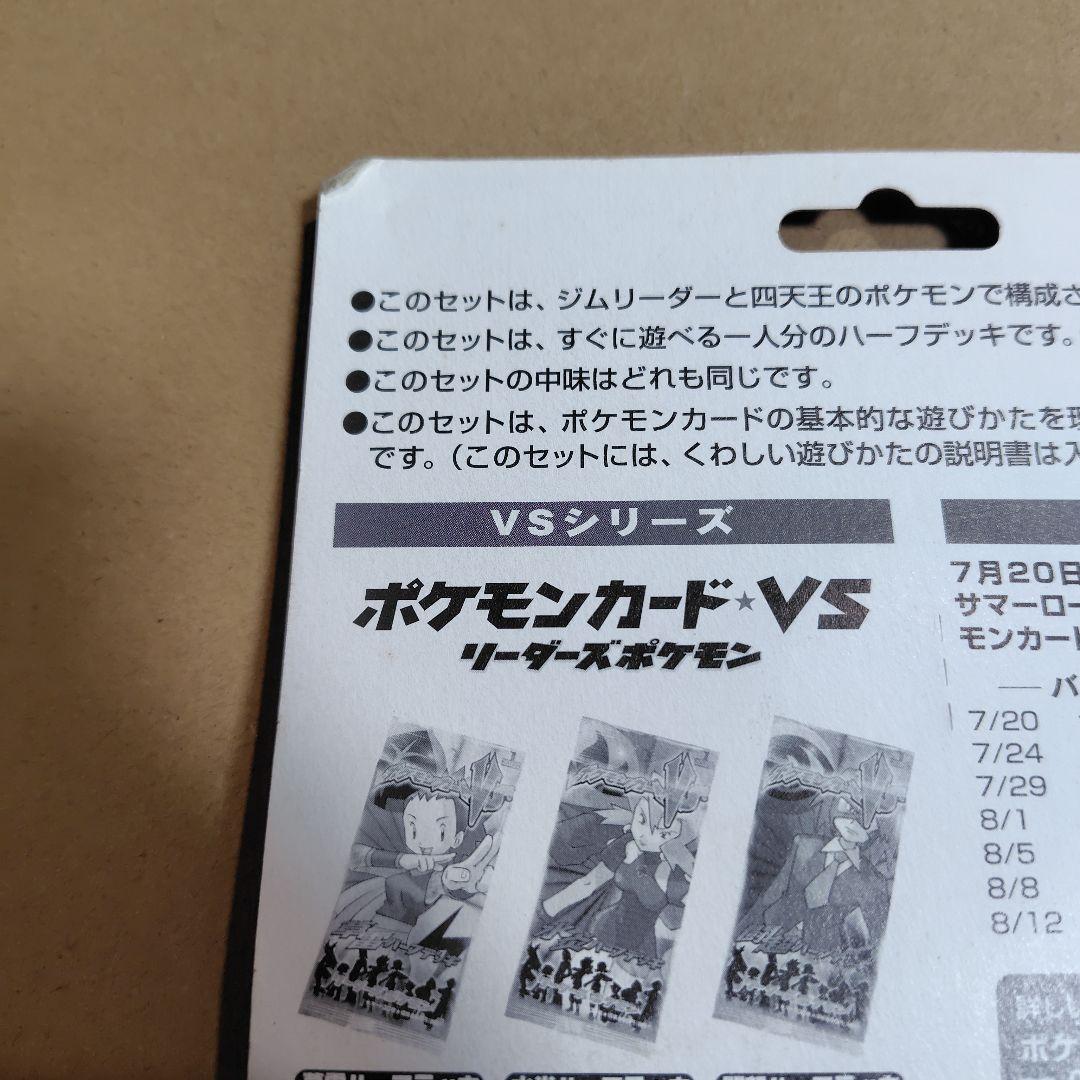 ●このセットは、ジムリーダーと四天王のポケモンで構成さ
●このセットは、すぐに遊べる一人分のハーフデッキです。
●このセットの中味はどれも同じです。
●このセットは、ポケモンカードの基本的な遊びかたを現
です。（このセットには、くわしい遊びかたの説明書は入
VSシリーズ
ポケモンカード★VS
リーダーズポケモン
7月20日
サマーロー
モンカード
── バ
7/20
7/24
7/29
8/1
8/5
8/8
8/12
詳しい
ポケモ